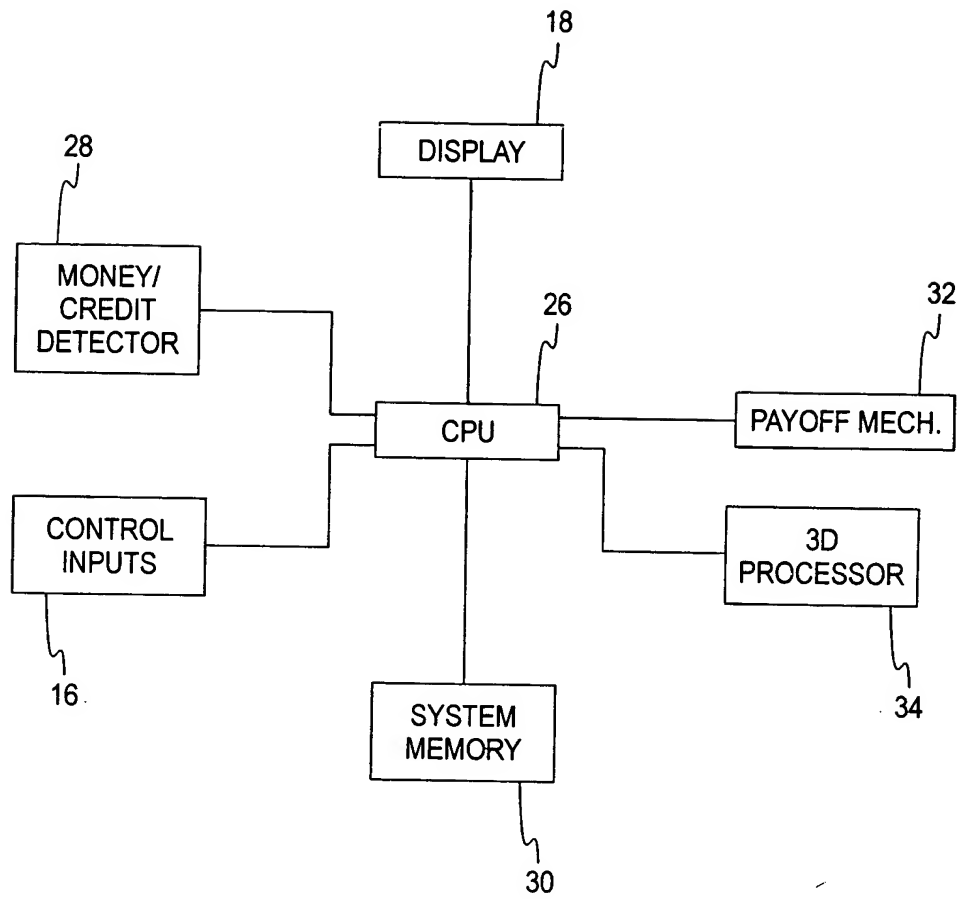 18
DISPLAY
28
MONEY/
CREDIT
DETECTOR
26
CPU
32
PAYOFF MECH.
CONTROL
INPUTS
16
3D
PROCESSOR
34
SYSTEM
MEMORY
30